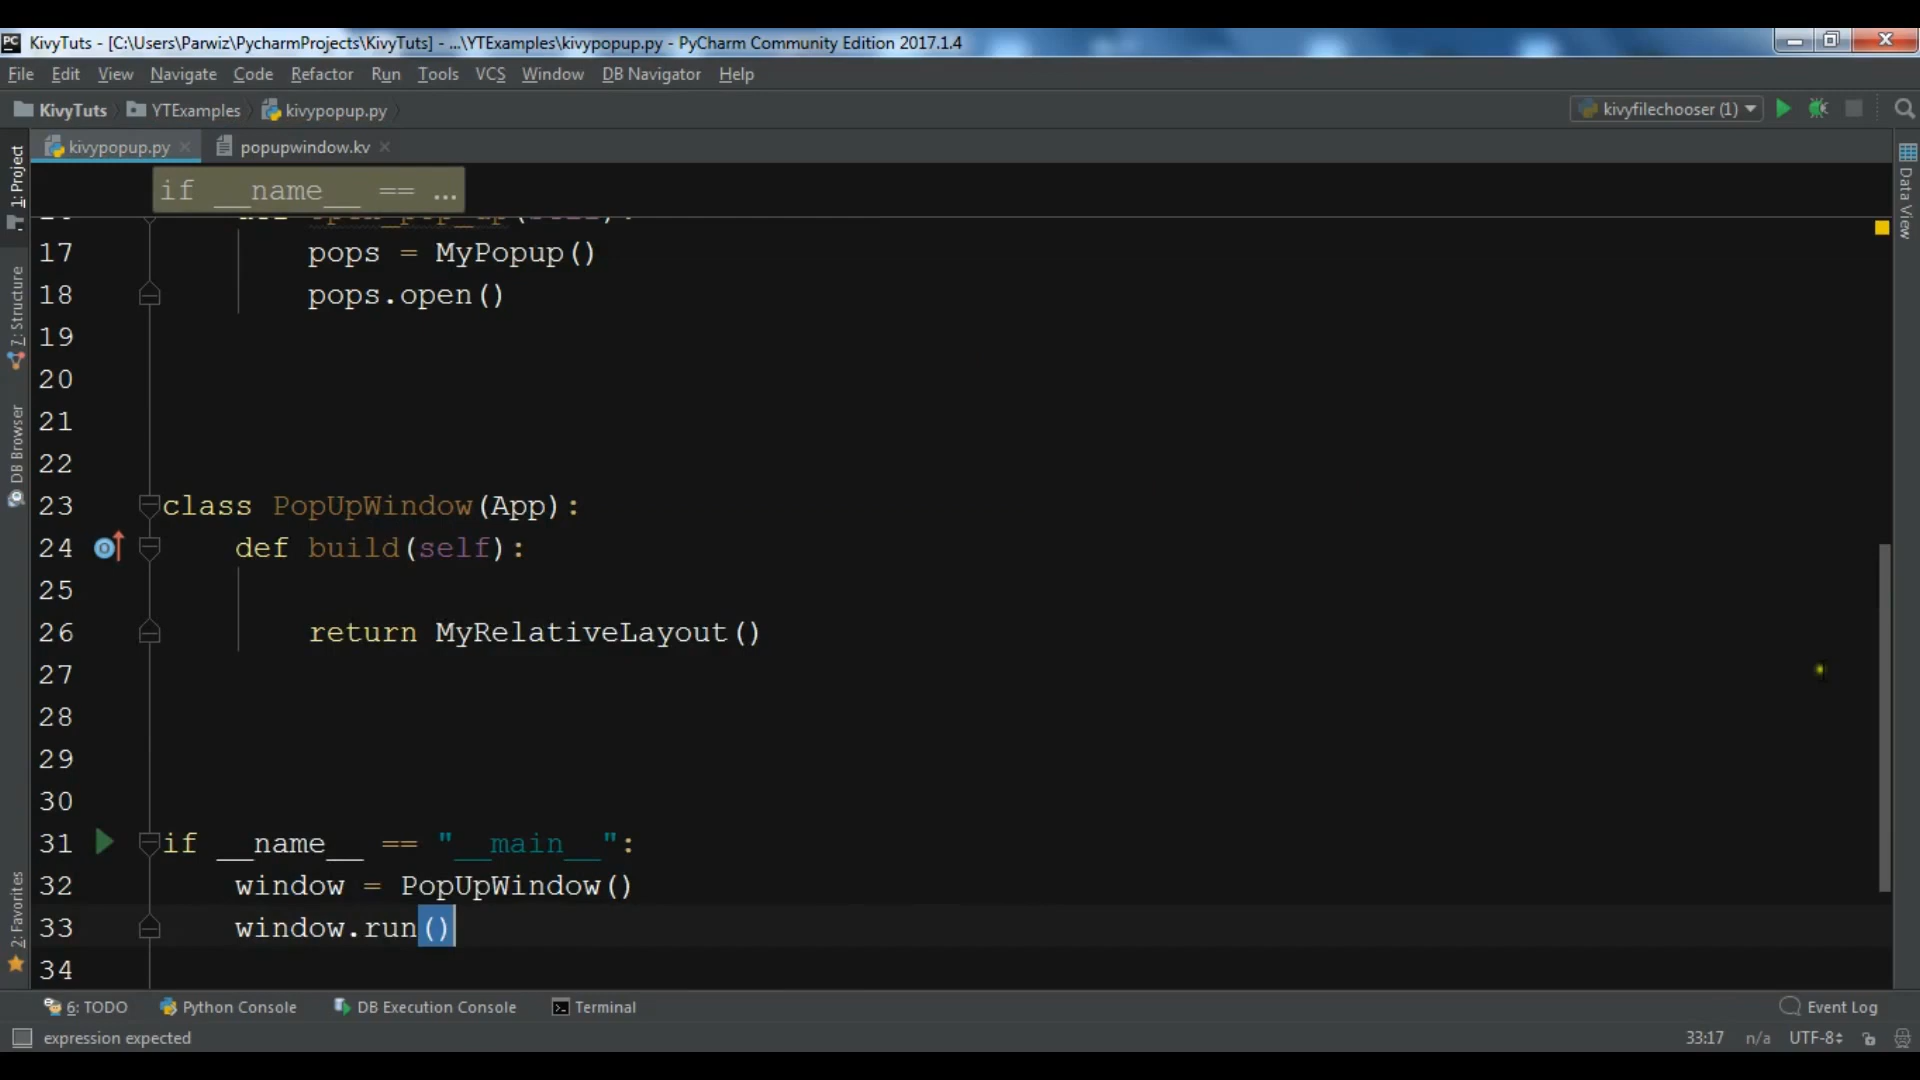 KivyTuts - [C:\Users\Parwiz\PycharmProjects\KivyTuts] - ...\YTExamples\kivypopup.py - PyCharm Community Edition 2017.1.4
File Edit View Navigate Code Refactor Run Tools VCS Window DB Navigator Help
KivyTuts YTExamples kivypopup.py kivyfilechooser (1)
kivypopup.py popupwindow.kv
if __name__ == ...
17 pops = MyPopup()
18 pops.open()
19
20
21
22
23 class PopUpWindow(App):
24 def build(self):
25
26 return MyRelativeLayout()
27
28
29
30
31 if __name__ == "__main__":
32 window = PopUpWindow()
33 window.run()
34
1: Project
7: Structure
DB Browser
2: Favorites
Data View
6: TODO Python Console DB Execution Console Terminal Event Log
expression expected 33:17 n/a UTF-8